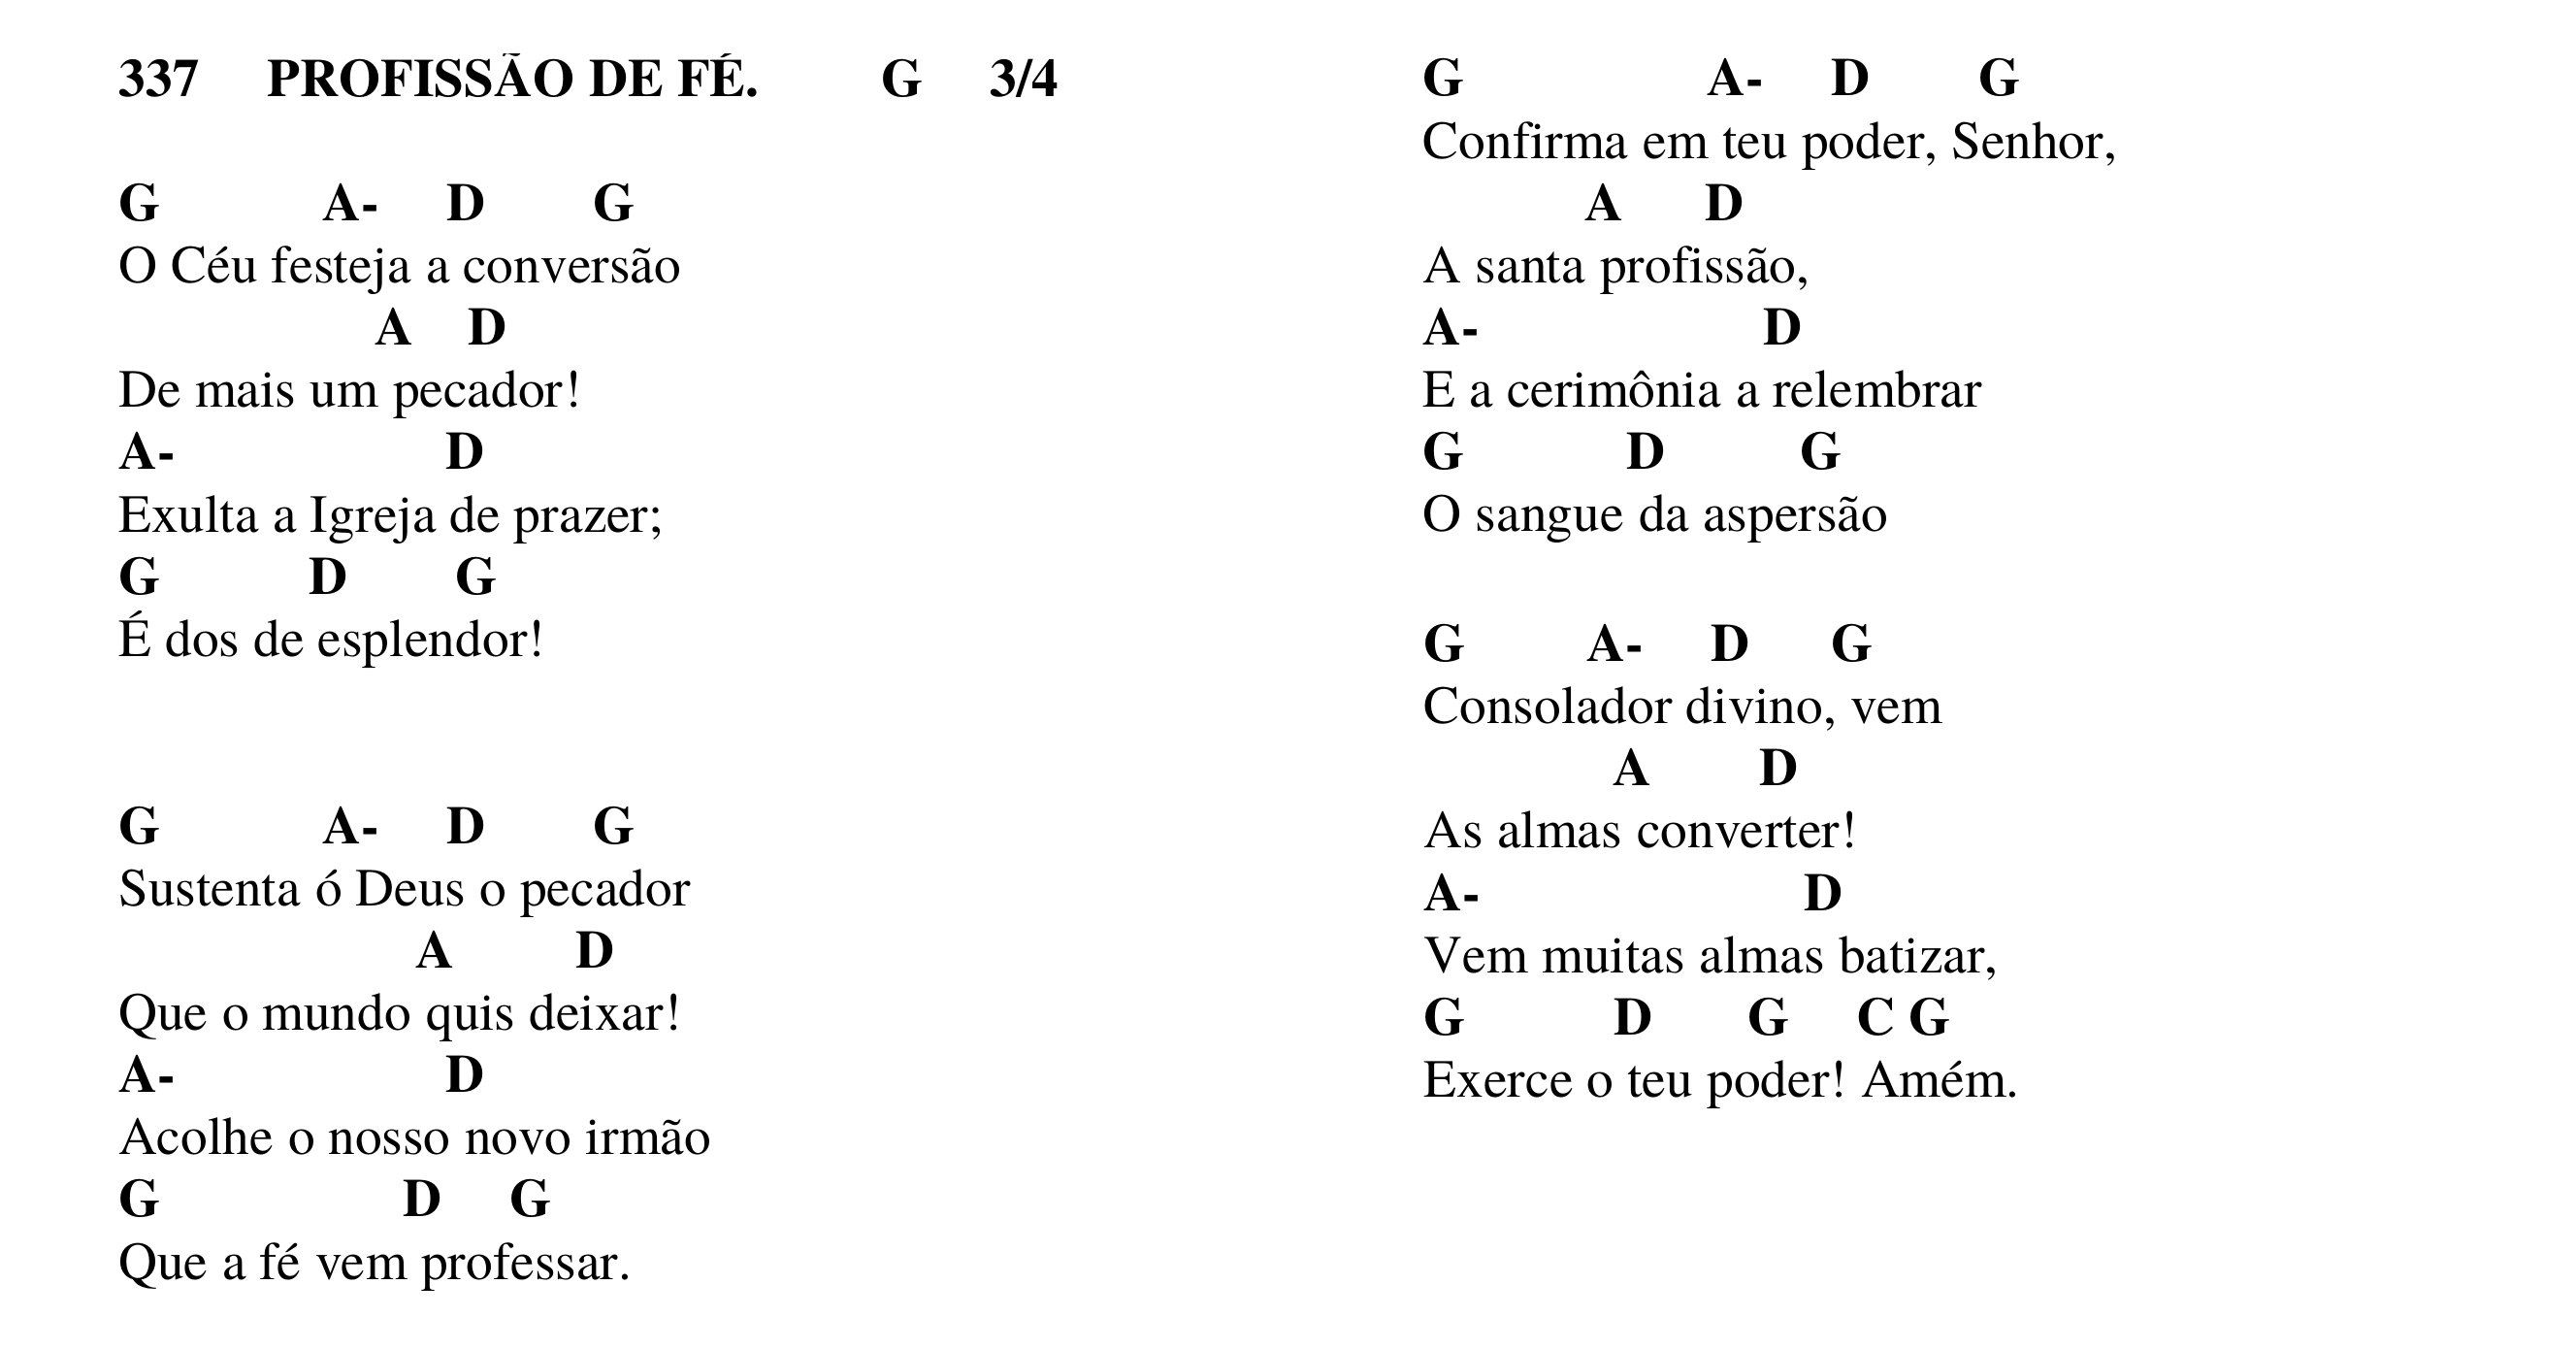 337 PROFISSÃO DE FÉ. G 3/4
G A- D G
O Céu festeja a conversão
A D
De mais um pecador!
A- D
Exulta a Igreja de prazer;
G D G
É dos de esplendor!
G A- D G
Sustenta ó Deus o pecador
A D
Que o mundo quis deixar!
A- D
Acolhe o nosso novo irmão
G D G
Que a fé vem professar.
G A- D G
Confirma em teu poder, Senhor,
A D
A santa profissão,
A- D
E a cerimônia a relembrar
G D G
O sangue da aspersão
G A- D G
Consolador divino, vem
A D
As almas converter!
A- D
Vem muitas almas batizar,
G D G C G
Exerce o teu poder! Amém.